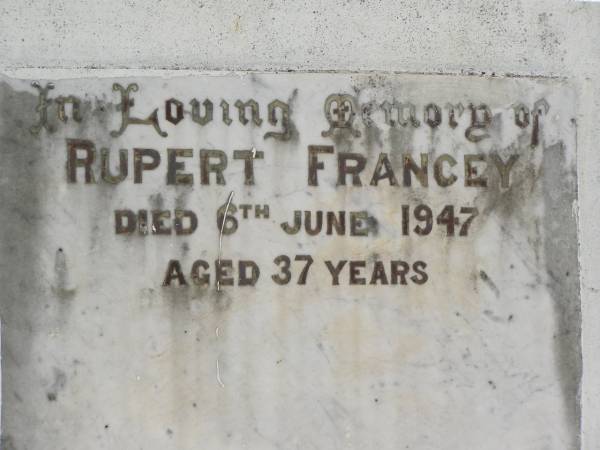 In Loving Memory of
RUPERT FRANCEY
DIED 6TH JUNE 1947
AGED 37 YEARS